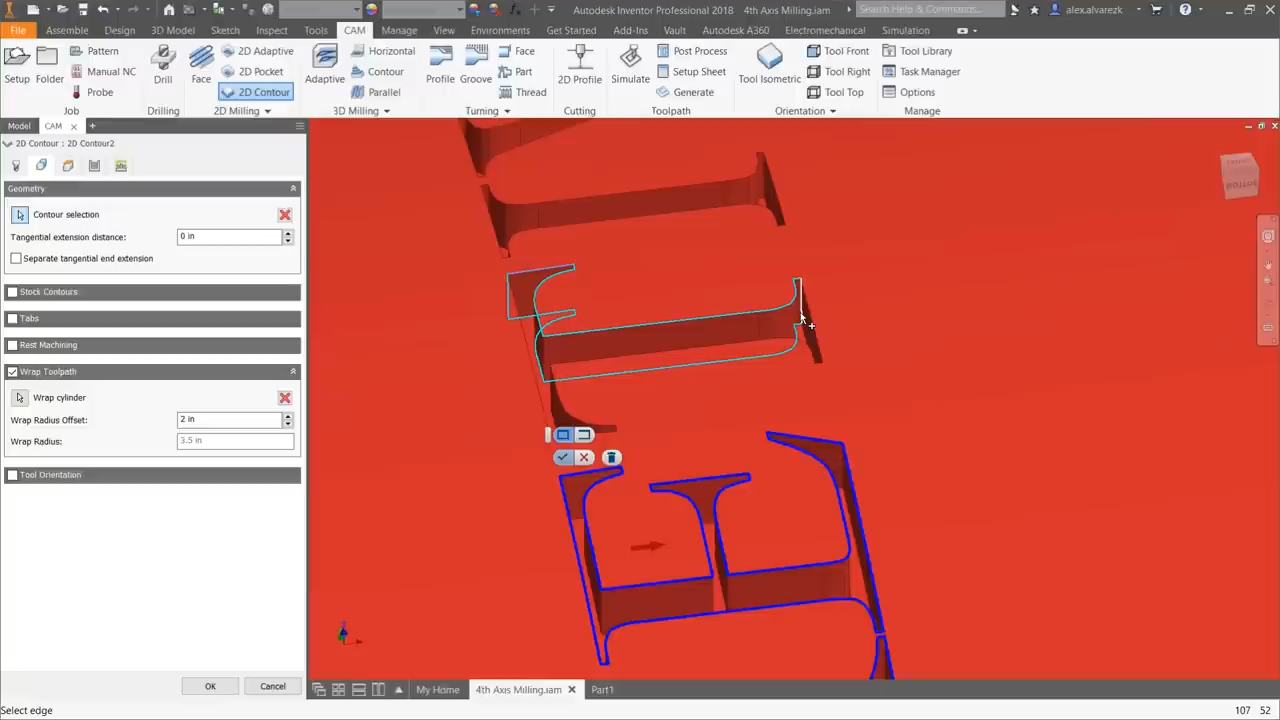 Autodesk Inventor Professional 2018  4th Axis Milling.iam
Search Help & Commands...
alex.alvarezk
File Assemble Design 3D Model Sketch Inspect Tools CAM Manage View Environments Get Started Add-Ins Vault Autodesk A360 Electromechanical Simulation
Pattern 2D Adaptive Horizontal Face Post Process Tool Front Tool Library
Setup Folder Manual NC Drill Face 2D Pocket Adaptive Contour Profile Groove Part 2D Profile Simulate Setup Sheet Tool Isometric Tool Right Task Manager
Probe 2D Contour Parallel Thread Generate Tool Top Options
Job Drilling 2D Milling 3D Milling Turning Cutting Toolpath Orientation Manage
Model CAM +
2D Contour : 2D Contour2
Geometry
Contour selection
Tangential extension distance: 0 in
Separate tangential end extension
Stock Contours
Tabs
Rest Machining
Wrap Toolpath
Wrap cylinder
Wrap Radius Offset: 2 in
Wrap Radius: 3.5 in
Tool Orientation
BOTTOM
OK Cancel
My Home 4th Axis Milling.iam Part1
Select edge
107 52